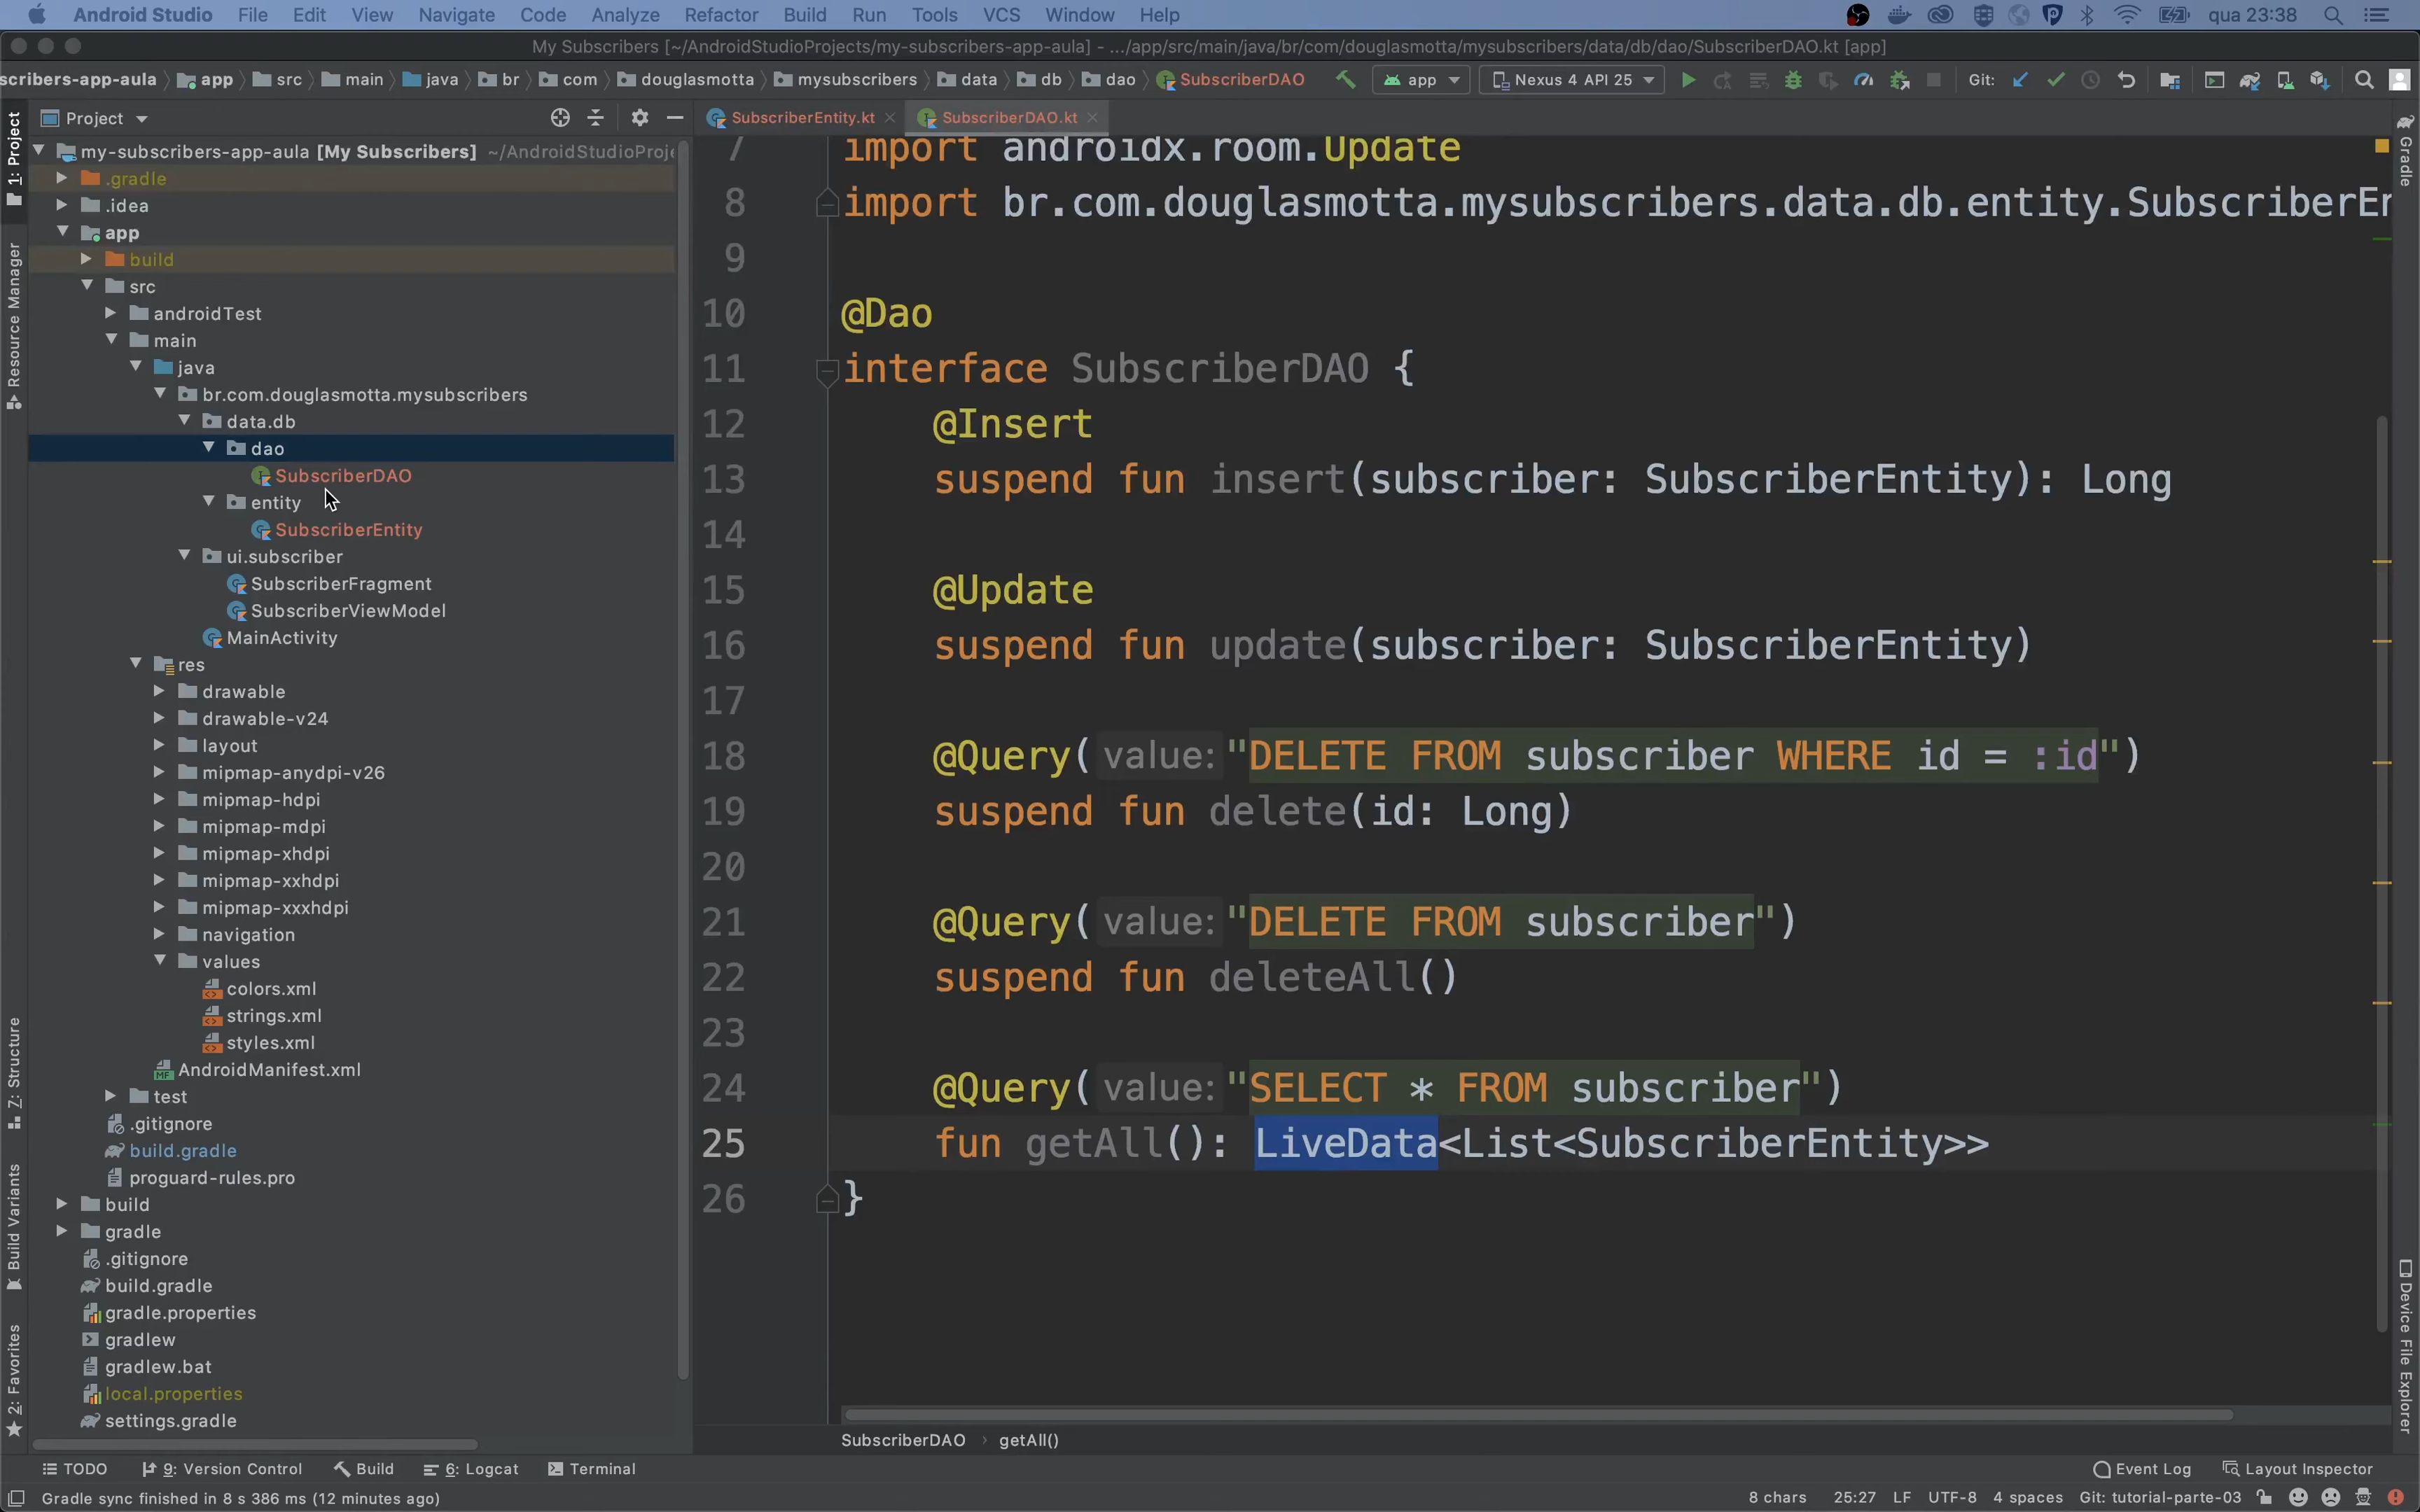 Android Studio File Edit View Navigate Code Analyze Refactor Build Run Tools VCS Window Help qua 23:38
My Subscribers [~/AndroidStudioProjects/my-subscribers-app-aula] - .../app/src/main/java/br/com/douglasmotta/mysubscribers/data/db/dao/SubscriberDAO.kt [app]
scribers-app-aula app src main java br com douglasmotta mysubscribers data db dao SubscriberDAO app Nexus 4 API 25 Git:
Project SubscriberEntity.kt SubscriberDAO.kt
1: Project
Resource Manager
Z: Structure
Build Variants
2: Favorites
my-subscribers-app-aula [My Subscribers] ~/AndroidStudioProje
.gradle
.idea
app
build
src
androidTest
main
java
br.com.douglasmotta.mysubscribers
data.db
dao
SubscriberDAO
entity
SubscriberEntity
ui.subscriber
SubscriberFragment
SubscriberViewModel
MainActivity
res
drawable
drawable-v24
layout
mipmap-anydpi-v26
mipmap-hdpi
mipmap-mdpi
mipmap-xhdpi
mipmap-xxhdpi
mipmap-xxxhdpi
navigation
values
colors.xml
strings.xml
styles.xml
AndroidManifest.xml
test
.gitignore
build.gradle
proguard-rules.pro
build
gradle
.gitignore
build.gradle
gradle.properties
gradlew
gradlew.bat
local.properties
settings.gradle
7 import androidx.room.Update
8 import br.com.douglasmotta.mysubscribers.data.db.entity.SubscriberEn
9
10 @Dao
11 interface SubscriberDAO {
12 @Insert
13 suspend fun insert(subscriber: SubscriberEntity): Long
14
15 @Update
16 suspend fun update(subscriber: SubscriberEntity)
17
18 @Query( value: "DELETE FROM subscriber WHERE id = :id")
19 suspend fun delete(id: Long)
20
21 @Query( value: "DELETE FROM subscriber")
22 suspend fun deleteAll()
23
24 @Query( value: "SELECT * FROM subscriber")
25 fun getAll(): LiveData<List<SubscriberEntity>>
26 }
Gradle
Device File Explorer
SubscriberDAO › getAll()
TODO 9: Version Control Build 6: Logcat Terminal Event Log Layout Inspector
Gradle sync finished in 8 s 386 ms (12 minutes ago) 8 chars 25:27 LF UTF-8 4 spaces Git: tutorial-parte-03